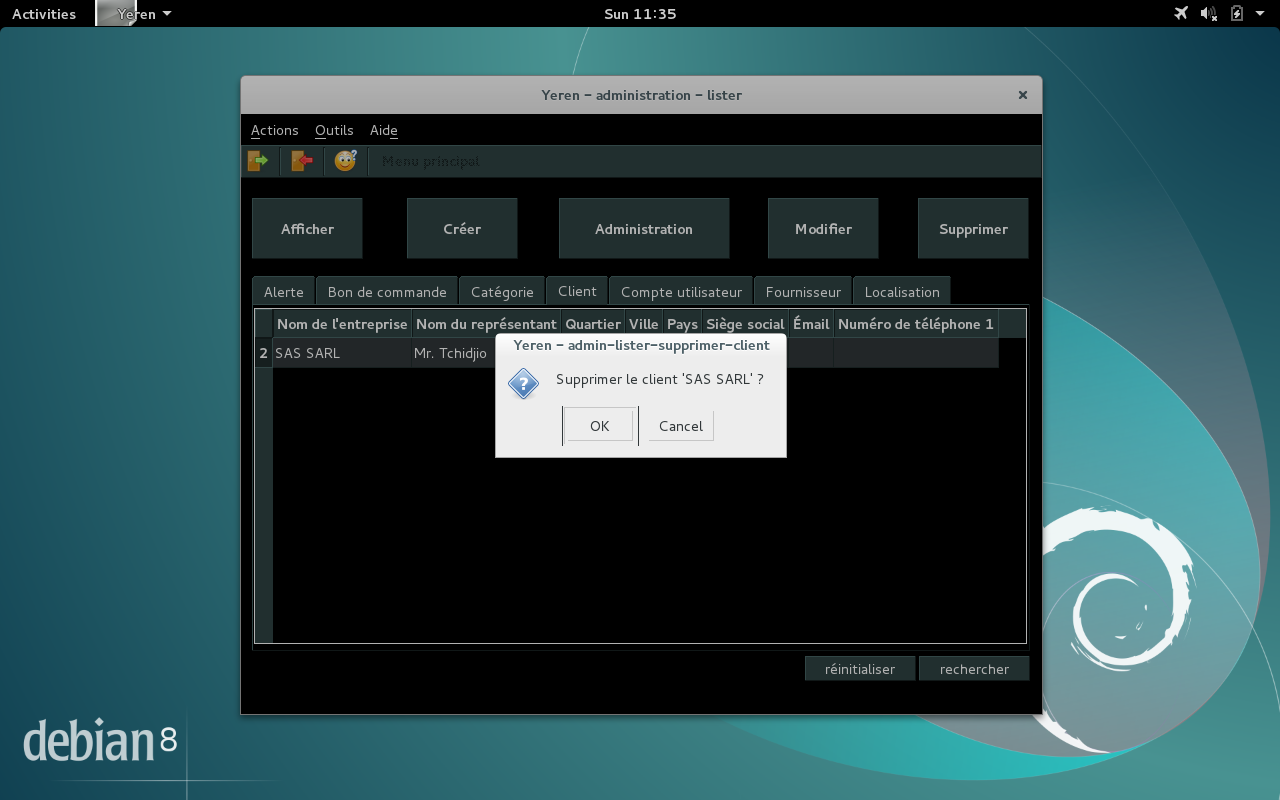 Activities Yeren Sun 11:35
Yeren – administration – lister
Actions Outils Aide
Menu principal
Afficher Créer Administration Modifier Supprimer
Alerte Bon de commande Catégorie Client Compte utilisateur Fournisseur Localisation
Nom de l'entreprise Nom du représentant Quartier Ville Pays Siège social Émail Numéro de téléphone 1
2 SAS SARL Mr. Tchidjio
Yeren – admin-lister-supprimer-client
Supprimer le client 'SAS SARL' ?
OK Cancel
réinitialiser rechercher
debian 8